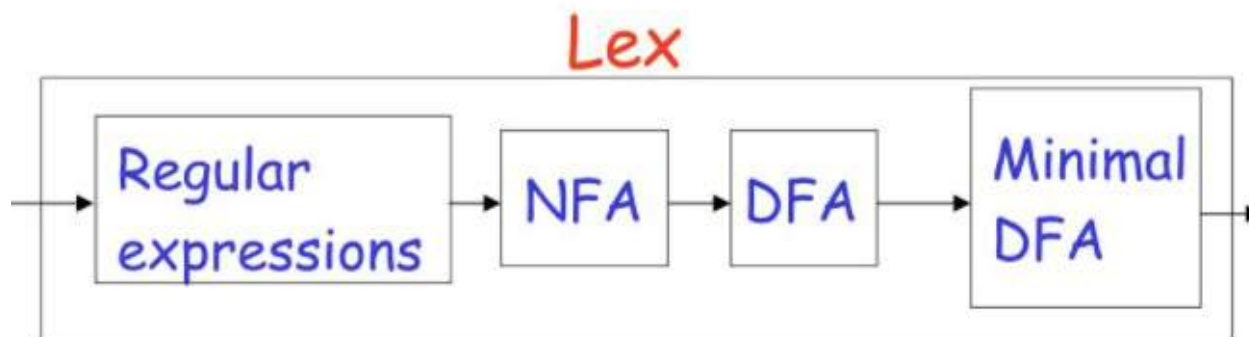 Lex
Regular
expressions
NFA
DFA
Minimal
DFA